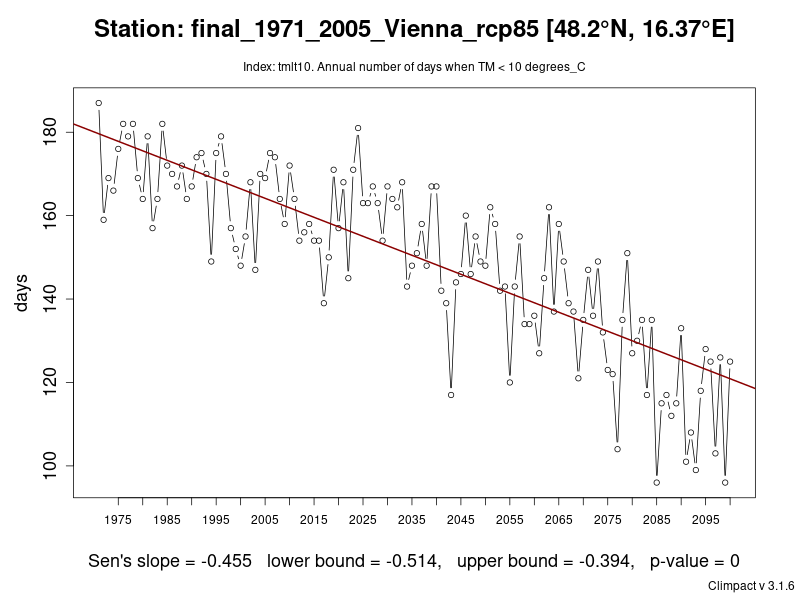 Station: final_1971_2005_Vienna_rcp85 [48.2°N, 16.37°E]
Index: tmlt10. Annual number of days when TM < 10 degrees_C
180
160
140
120
100
days
1975 1985 1995 2005 2015 2025 2035 2045 2055 2065 2075 2085 2095
Sen's slope = -0.455 lower bound = -0.514, upper bound = -0.394, p-value = 0
Climpact v 3.1.6